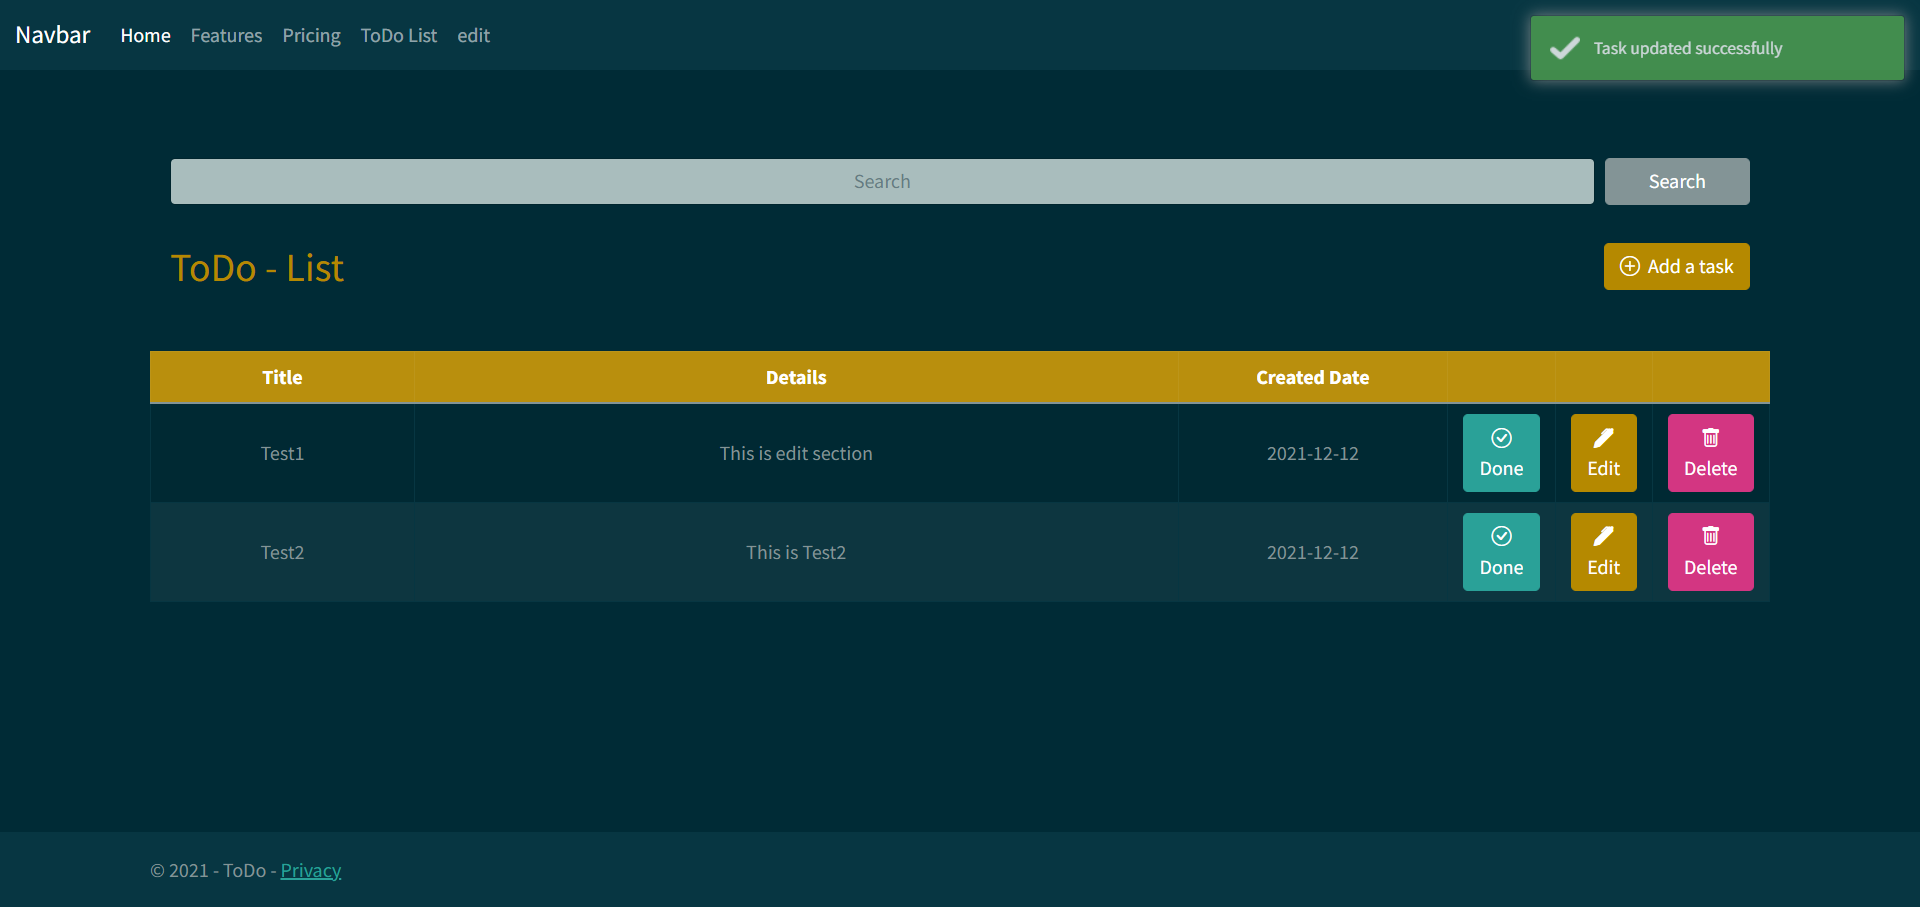 Navbar Home Features Pricing ToDo List edit
Task updated successfully
Search Search
ToDo - List Add a task
Title Details Created Date
Test1 This is edit section 2021-12-12 Done Edit Delete
Test2 This is Test2 2021-12-12 Done Edit Delete
© 2021 - ToDo - Privacy